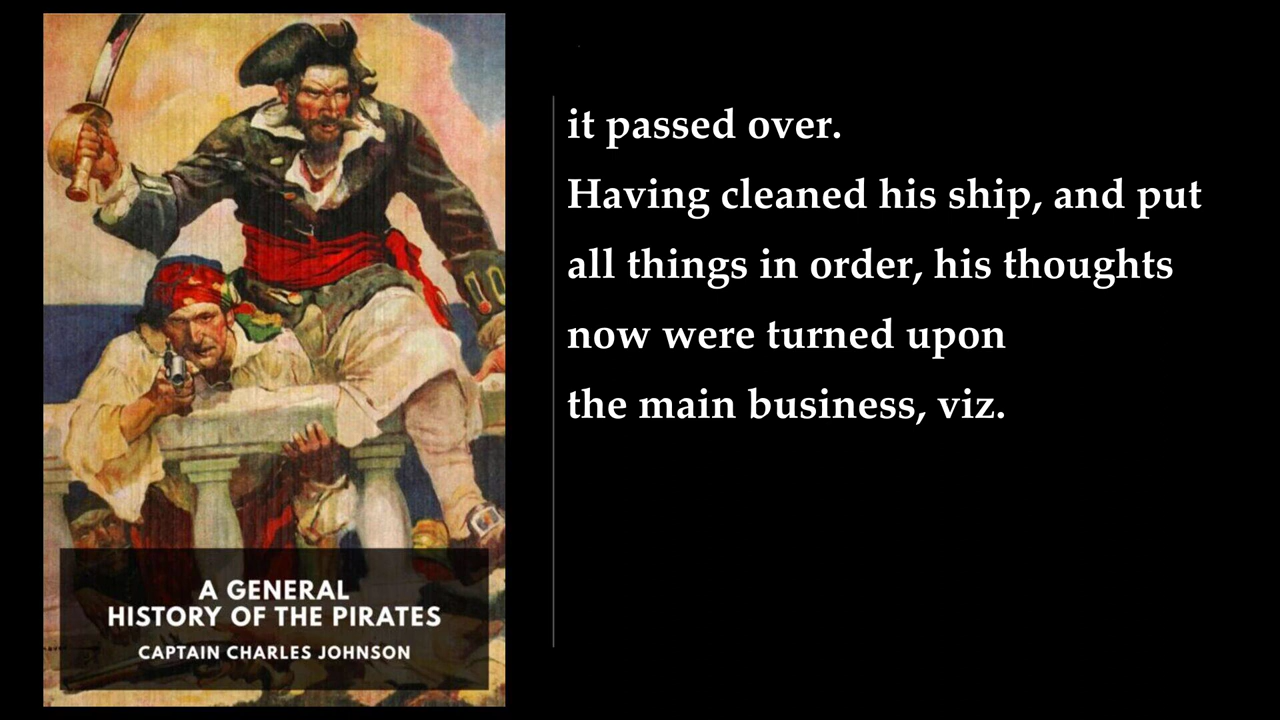 it passed over.
Having cleaned his ship, and put
all things in order, his thoughts
now were turned upon
the main business, viz.
A GENERAL
HISTORY OF THE PIRATES
CAPTAIN CHARLES JOHNSON